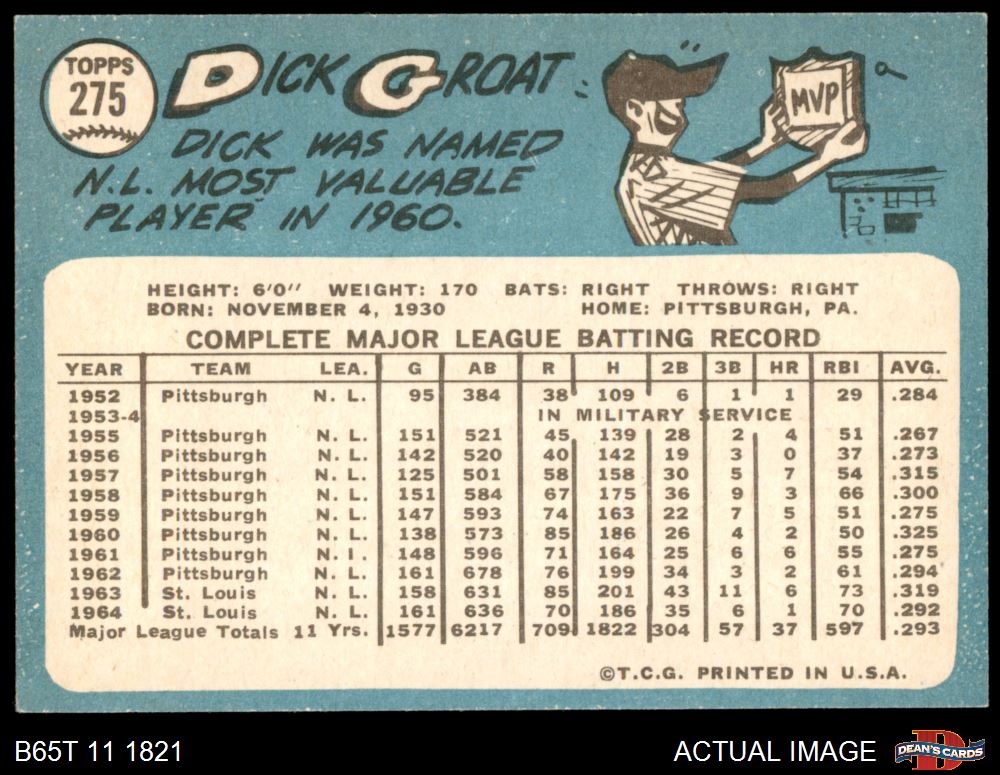 TOPPS
275
DICK GROAT
DICK WAS NAMED
N.L. MOST VALUABLE
PLAYER IN 1960.
MVP
HEIGHT: 6'0" WEIGHT: 170 BATS: RIGHT THROWS: RIGHT
BORN: NOVEMBER 4, 1930 HOME: PITTSBURGH, PA.
COMPLETE MAJOR LEAGUE BATTING RECORD
YEAR TEAM LEA. G AB R H 2B 3B HR RBI AVG.
1952 Pittsburgh N. L. 95 384 38 109 6 1 1 29 .284
1953-4 IN MILITARY SERVICE
1955 Pittsburgh N. L. 151 521 45 139 28 2 4 51 .267
1956 Pittsburgh N. L. 142 520 40 142 19 3 0 37 .273
1957 Pittsburgh N. L. 125 501 58 158 30 5 7 54 .315
1958 Pittsburgh N. L. 151 584 67 175 36 9 3 66 .300
1959 Pittsburgh N. L. 147 593 74 163 22 7 5 51 .275
1960 Pittsburgh N. L. 138 573 85 186 26 4 2 50 .325
1961 Pittsburgh N. L. 148 596 71 164 25 6 6 55 .275
1962 Pittsburgh N. L. 161 678 76 199 34 3 2 61 .294
1963 St. Louis N. L. 158 631 85 201 43 11 6 73 .319
1964 St. Louis N. L. 161 636 70 186 35 6 1 70 .292
Major League Totals 11 Yrs. 1577 6217 709 1822 304 57 37 597 .293
©T.C.G. PRINTED IN U.S.A.
B65T 11 1821 ACTUAL IMAGE
DEAN'S CARDS